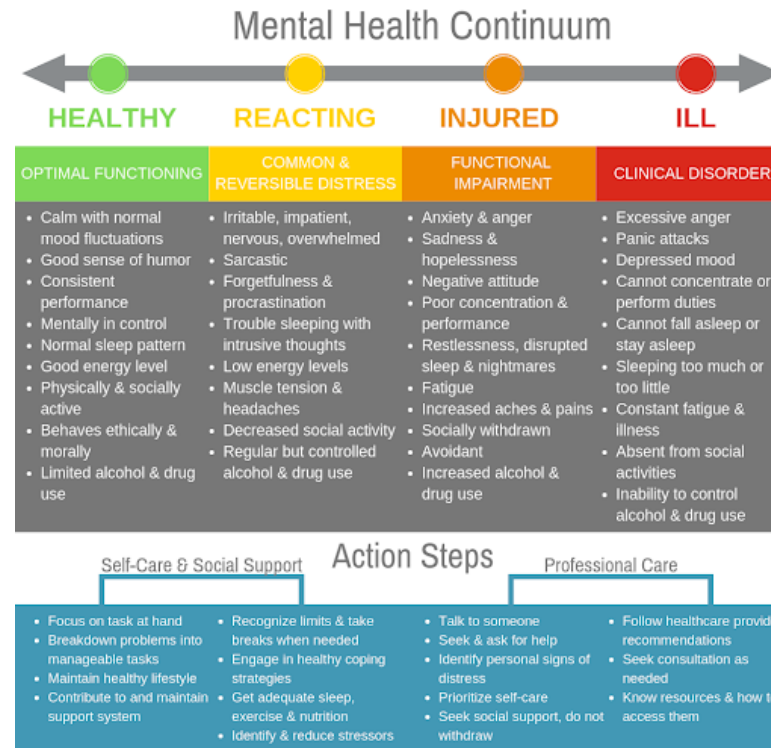 Mental Health Continuum
HEALTHY
REACTING
INJURED
ILL
OPTIMAL FUNCTIONING
COMMON &
REVERSIBLE DISTRESS
FUNCTIONAL
IMPAIRMENT
CLINICAL DISORDER
• Calm with normal
mood fluctuations
• Good sense of humor
• Consistent
performance
• Mentally in control
• Normal sleep pattern
• Good energy level
• Physically & socially
active
• Behaves ethically &
morally
• Limited alcohol & drug
use
• Irritable, impatient,
nervous, overwhelmed
• Sarcastic
• Forgetfulness &
procrastination
• Trouble sleeping with
intrusive thoughts
• Low energy levels
• Muscle tension &
headaches
• Decreased social activity
• Regular but controlled
alcohol & drug use
• Anxiety & anger
• Sadness &
hopelessness
• Negative attitude
• Poor concentration &
performance
• Restlessness, disrupted
sleep & nightmares
• Fatigue
• Increased aches & pains
• Socially withdrawn
• Avoidant
• Increased alcohol &
drug use
• Excessive anger
• Panic attacks
• Depressed mood
• Cannot concentrate or
perform duties
• Cannot fall asleep or
stay asleep
• Sleeping too much or
too little
• Constant fatigue &
illness
• Absent from social
activities
• Inability to control
alcohol & drug use
Self-Care & Social Support
Action Steps
Professional Care
• Focus on task at hand
• Breakdown problems into
manageable tasks
• Maintain healthy lifestyle
• Contribute to and maintain
support system
• Recognize limits & take
breaks when needed
• Engage in healthy coping
strategies
• Get adequate sleep,
exercise & nutrition
• Identify & reduce stressors
• Talk to someone
• Seek & ask for help
• Identify personal signs of
distress
• Prioritize self-care
• Seek social support, do not
withdraw
• Follow healthcare provid
recommendations
• Seek consultation as
needed
• Know resources & how t
access them